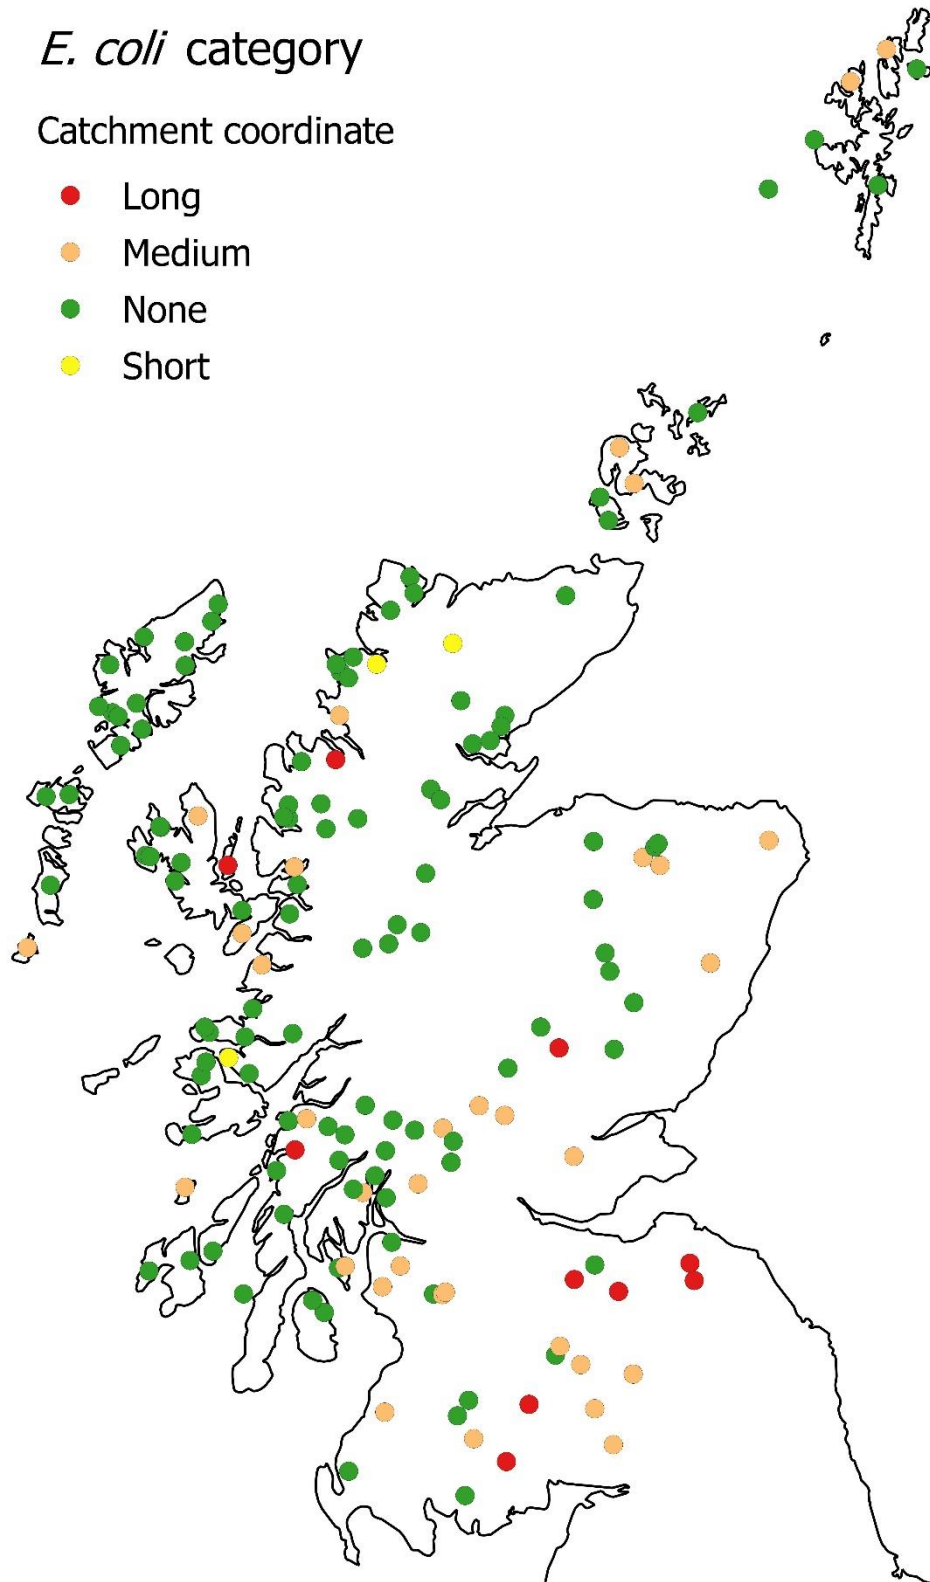 E. coli category
Catchment coordinate
Long
Medium
None
Short